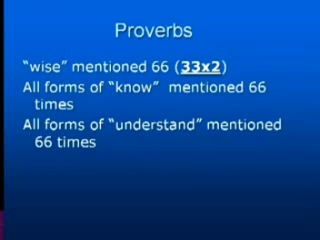 Proverbs
“wise” mentioned 66 (33x2)
All forms of “know” mentioned 66
times
All forms of “understand” mentioned
66 times